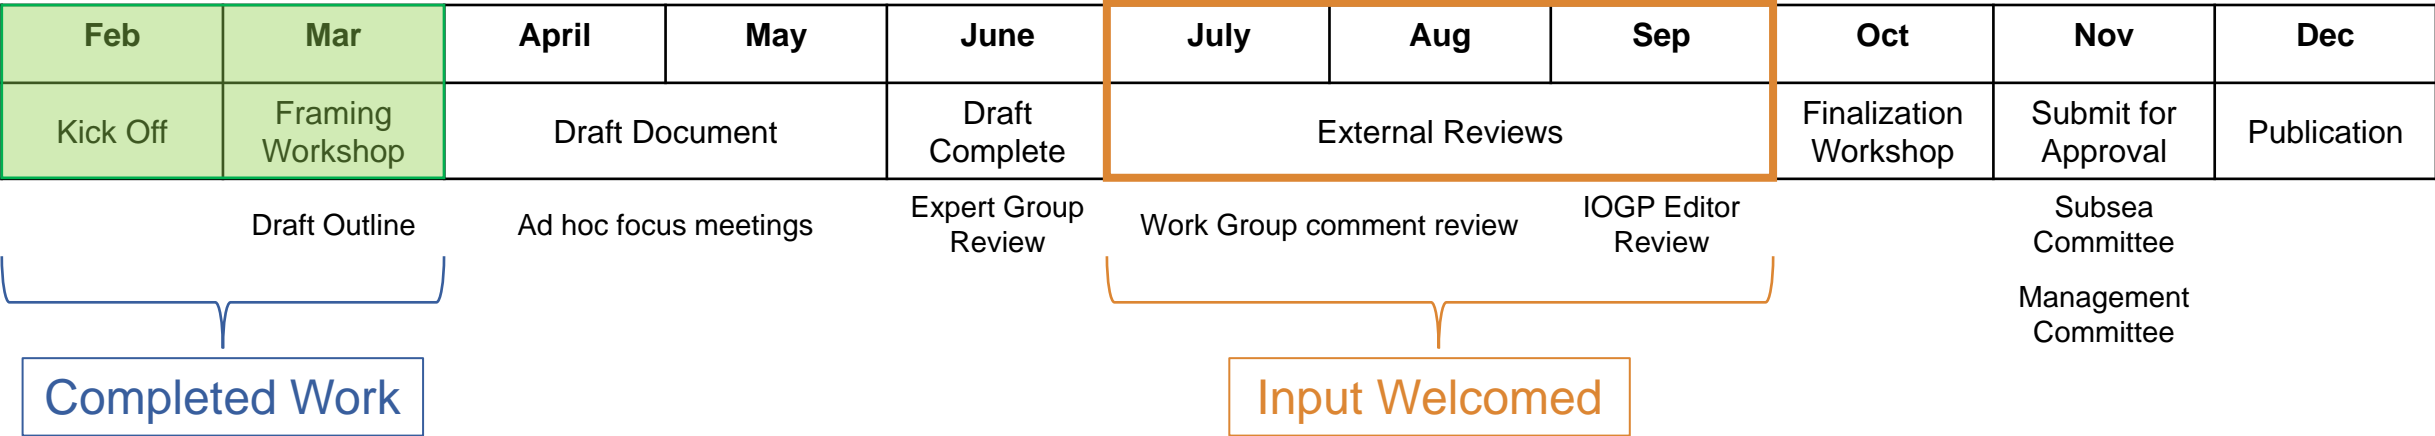 Feb Mar April May June July Aug Sep Oct Nov Dec
Kick Off
Framing
Workshop
Draft Document
Draft
Complete
External Reviews
Finalization
Workshop
Submit for
Approval
Publication
Draft Outline
Ad hoc focus meetings
Expert Group
Review
Work Group comment review
IOGP Editor
Review
Subsea
Committee
Management
Committee
Completed Work
Input Welcomed